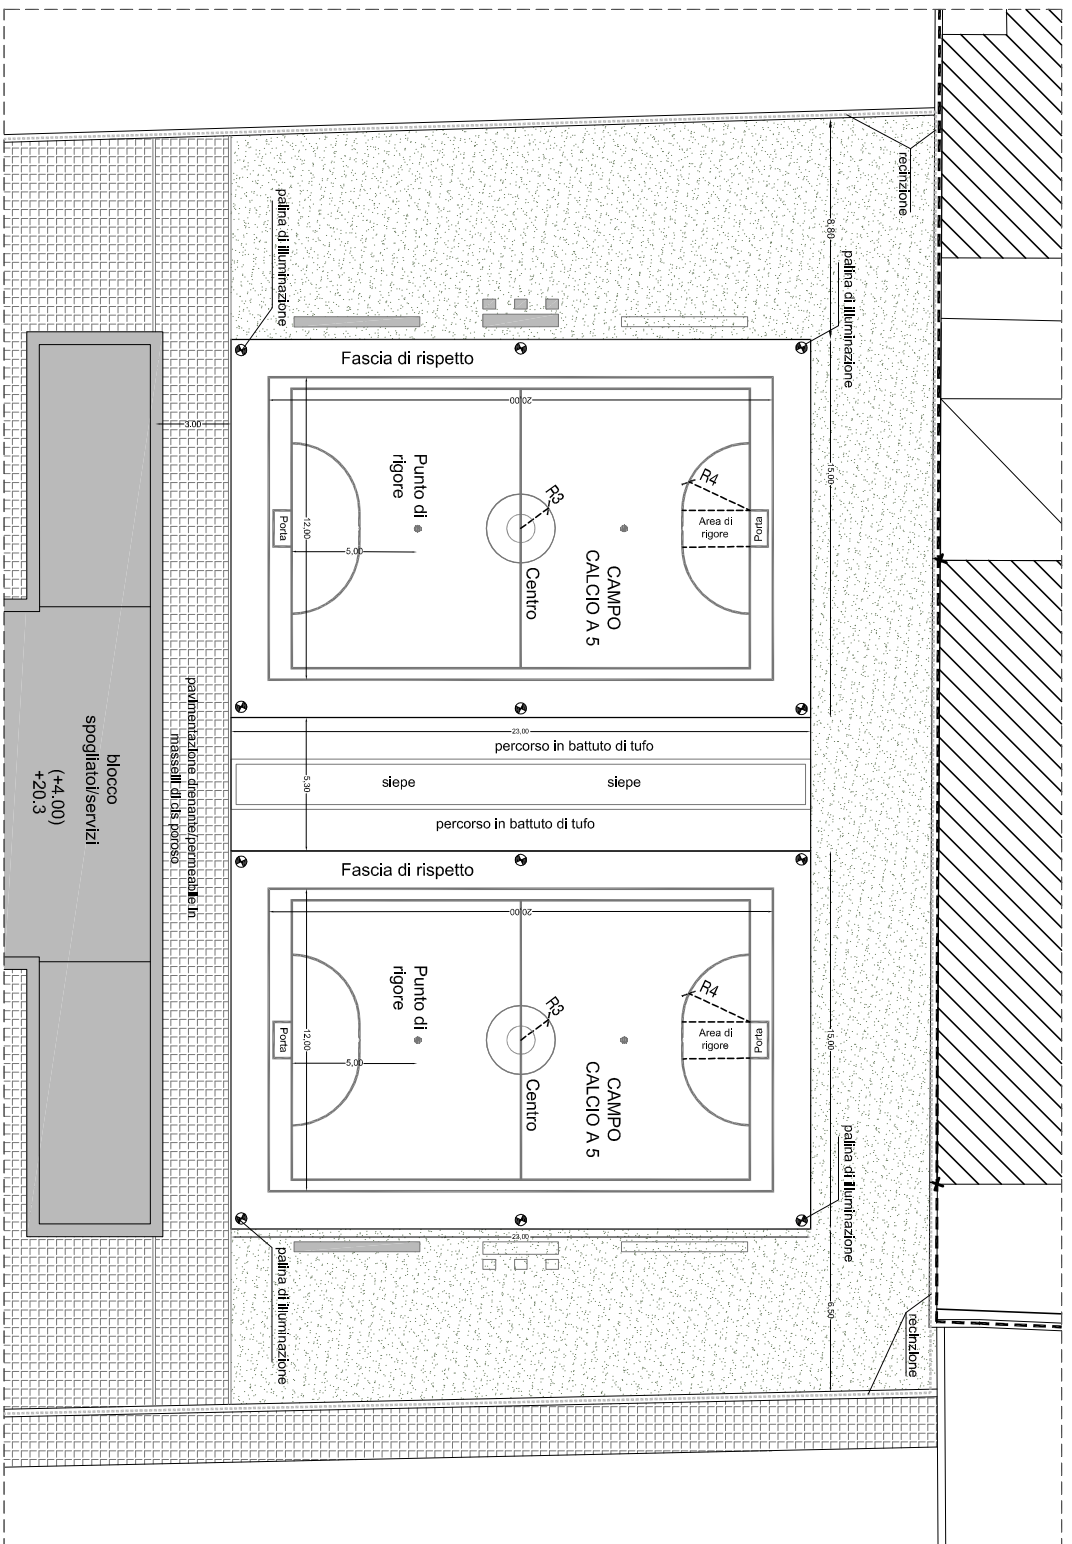 recinzione
palina di illuminazione
8,80
palina di illuminazione
Fascia di rispetto
20,00
3.00
15,00
Punto di
rigore
R3
R4
Porta
12,00
Area di
rigore
Porta
5,00
Centro
CAMPO
CALCIO A 5
pavimentazione drenante/permeabile in
masselli di cls poroso
blocco
spogliatoi/servizi
(+4.00)
+20.3
23,00
percorso in battuto di tufo
5,30
siepe
siepe
percorso in battuto di tufo
Fascia di rispetto
20,00
Punto di
rigore
R3
R4
Porta
12,00
Area di
rigore
Porta
15,00
5,00
Centro
CAMPO
CALCIO A 5
palina di illuminazione
23,00
palina di illuminazione
6,50
recinzione